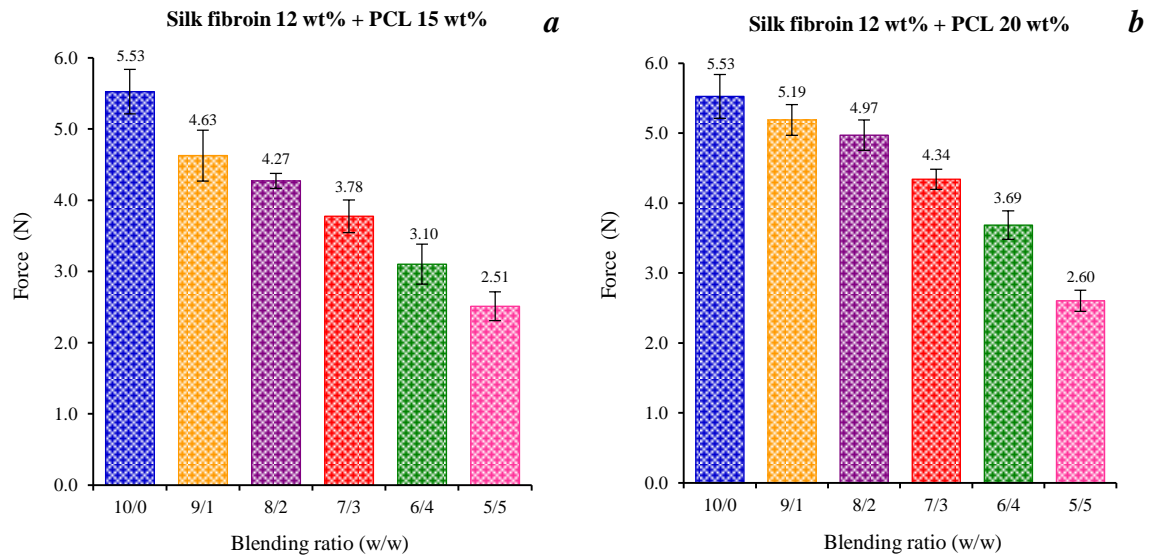 Silk fibroin 12 wt% + PCL 15 wt%
a
Force (N)
6.0
5.0
4.0
3.0
2.0
1.0
0.0
5.53
4.63
4.27
3.78
3.10
2.51
10/0 9/1 8/2 7/3 6/4 5/5
Blending ratio (w/w)
Silk fibroin 12 wt% + PCL 20 wt%
b
Force (N)
6.0
5.0
4.0
3.0
2.0
1.0
0.0
5.53
5.19
4.97
4.34
3.69
2.60
10/0 9/1 8/2 7/3 6/4 5/5
Blending ratio (w/w)